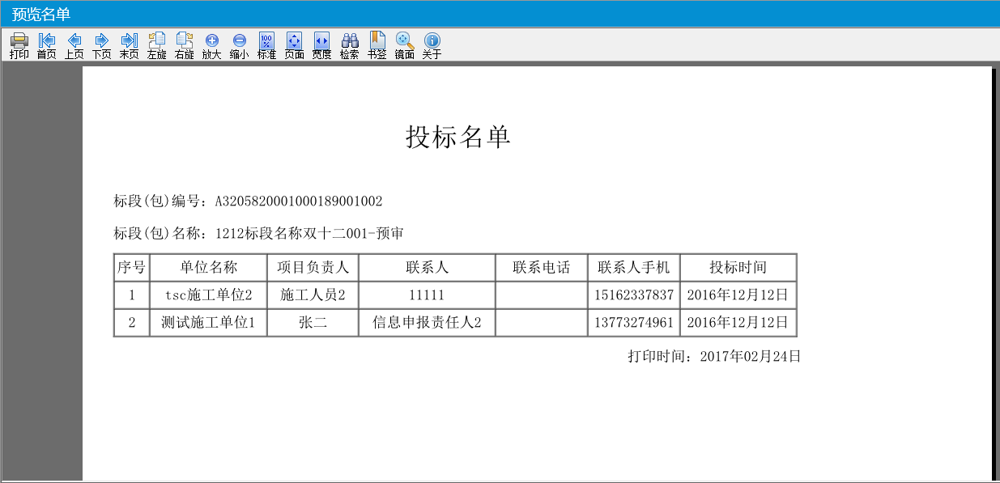 预览名单
打印 首页 上页 下页 末页 左旋 右旋 放大 缩小 标准 页面 宽度 检索 书签 镜面 关于
投标名单
标段(包)编号：A3205820001000189001002
标段(包)名称：1212标段名称双十二001-预审
序号 单位名称 项目负责人 联系人 联系电话 联系人手机 投标时间
1 tsc施工单位2 施工人员2 11111 15162337837 2016年12月12日
2 测试施工单位1 张二 信息申报责任人2 13773274961 2016年12月12日
打印时间：2017年02月24日